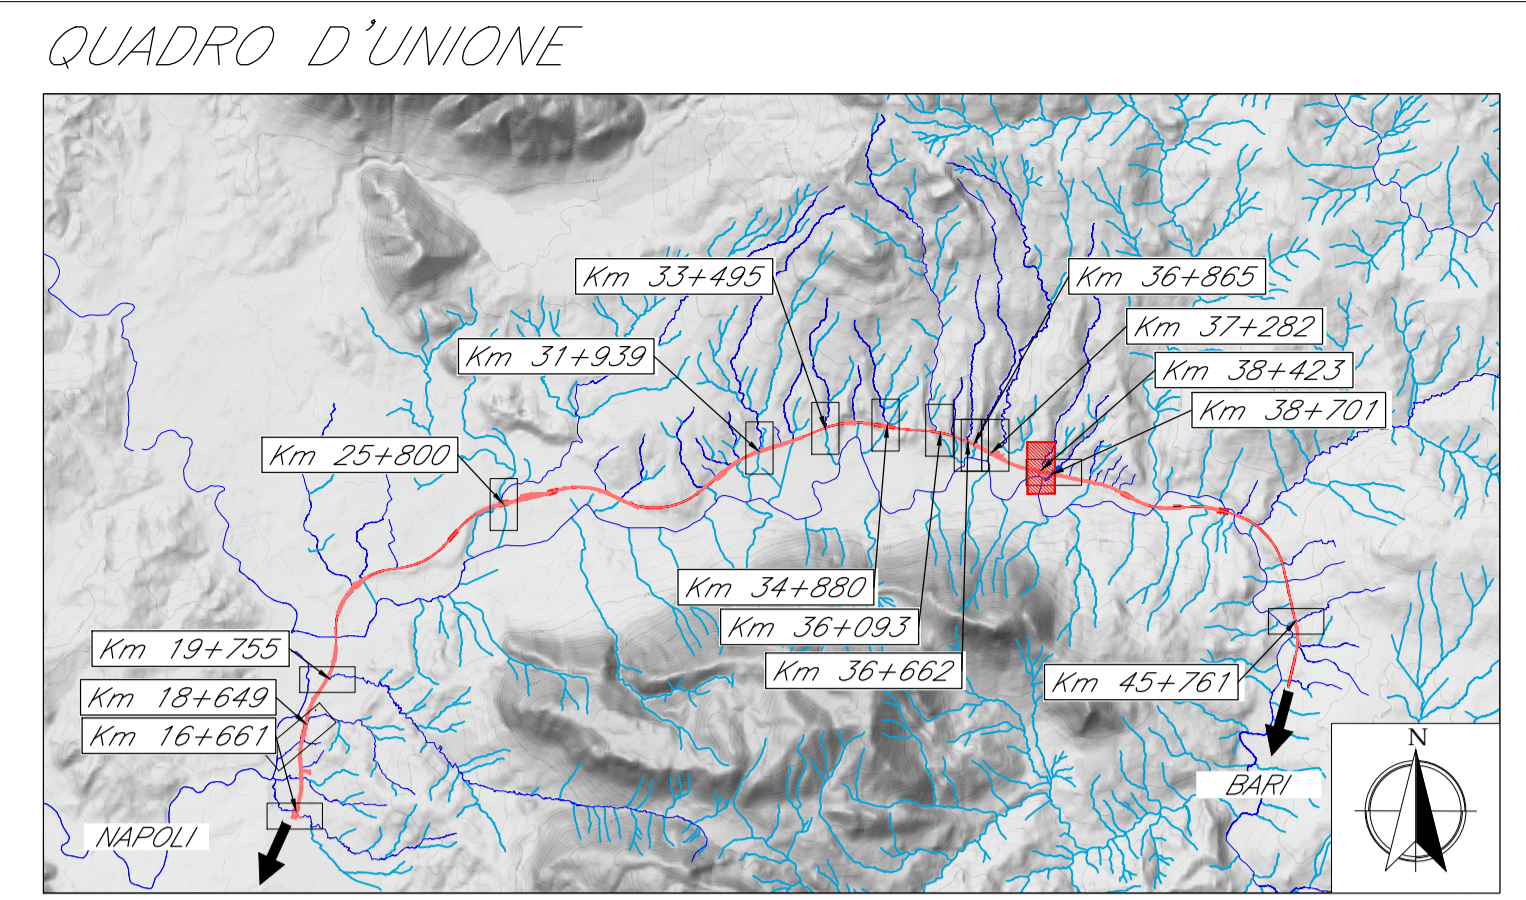 QUADRO D'UNIONE
Km 33+495
Km 36+865
Km 37+282
Km 31+939
Km 38+423
Km 38+701
Km 25+800
Km 34+880
Km 36+093
Km 19+755
Km 36+662
Km 45+761
Km 18+649
Km 16+661
N
BARI
NAPOLI